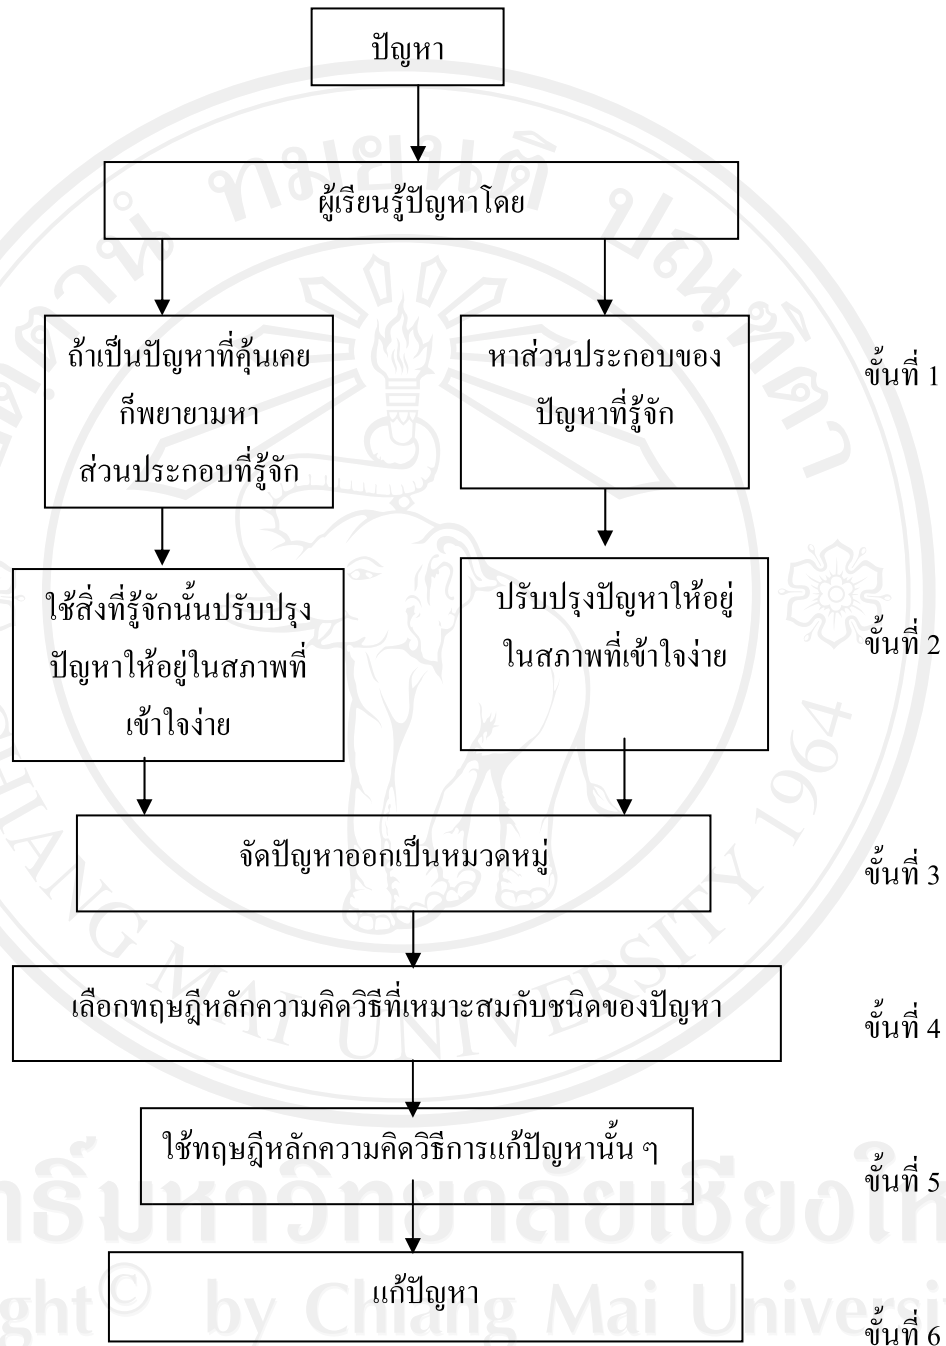 ปัญหา
ผู้เรียนรู้ปัญหาโดย
ถ้าเป็นปัญหาที่คุ้นเคย
ก็พยายามหา
ส่วนประกอบที่รู้จัก
หาส่วนประกอบของ
ปัญหาที่รู้จัก
ขั้นที่ 1
ใช้สิ่งที่รู้จักนั้นปรับปรุง
ปัญหาให้อยู่ในสภาพที่
เข้าใจง่าย
ปรับปรุงปัญหาให้อยู่
ในสภาพที่เข้าใจง่าย
ขั้นที่ 2
จัดปัญหาออกเป็นหมวดหมู่
ขั้นที่ 3
เลือกทฤษฎีหลักความคิดวิธีที่เหมาะสมกับชนิดของปัญหา
ขั้นที่ 4
ใช้ทฤษฎีหลักความคิดวิธีการแก้ปัญหานั้น ๆ
ขั้นที่ 5
แก้ปัญหา
ขั้นที่ 6
CHIANG MAI UNIVERSITY 1964
by Chiang Mai